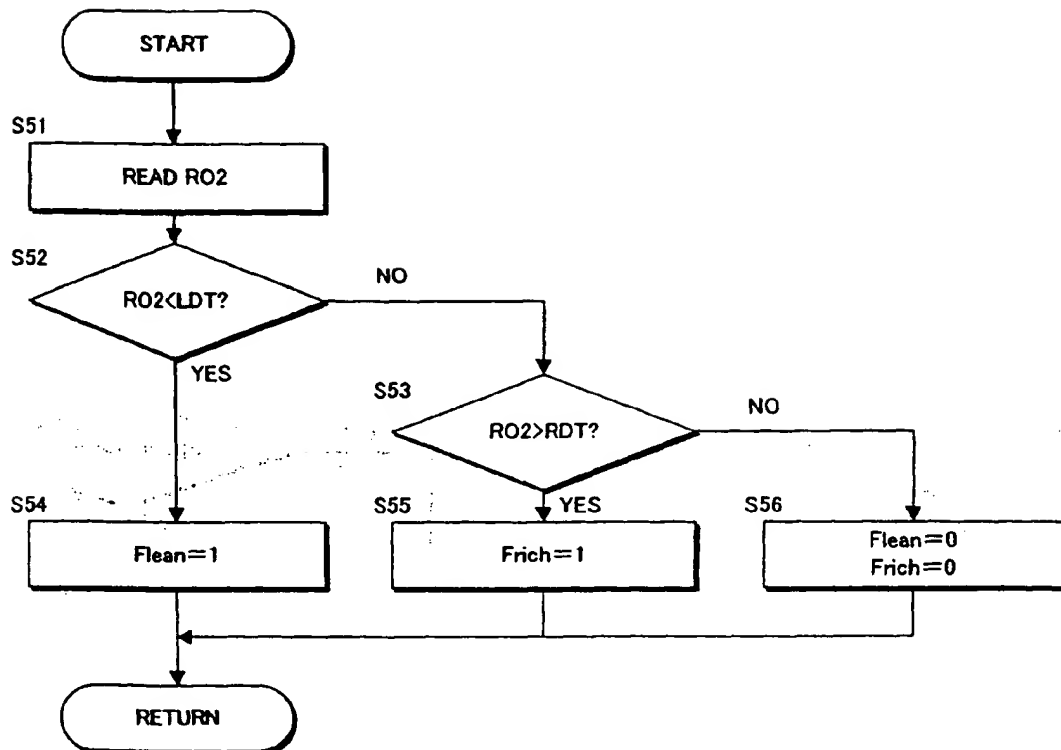 START
S51
READ RO2
S52
RO2<LDT?
NO
YES
S53
RO2>RDT?
NO
YES
S54
Flean=1
S55
Frich=1
S56
Flean=0
Frich=0
RETURN